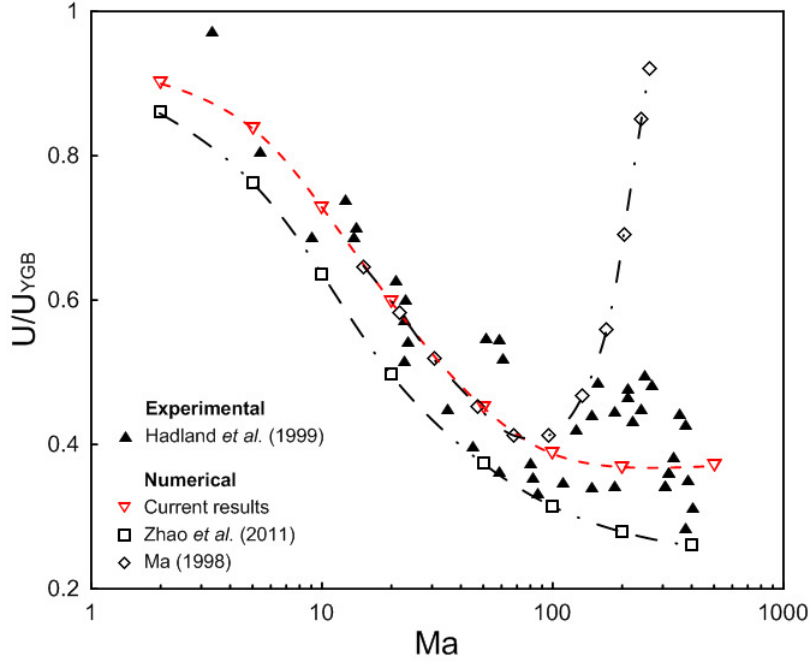 1
0.8
0.6
0.4
0.2
U/U_YGB
Experimental
Hadland et al. (1999)
Numerical
Current results
Zhao et al. (2011)
Ma (1998)
1 10 100 1000
Ma